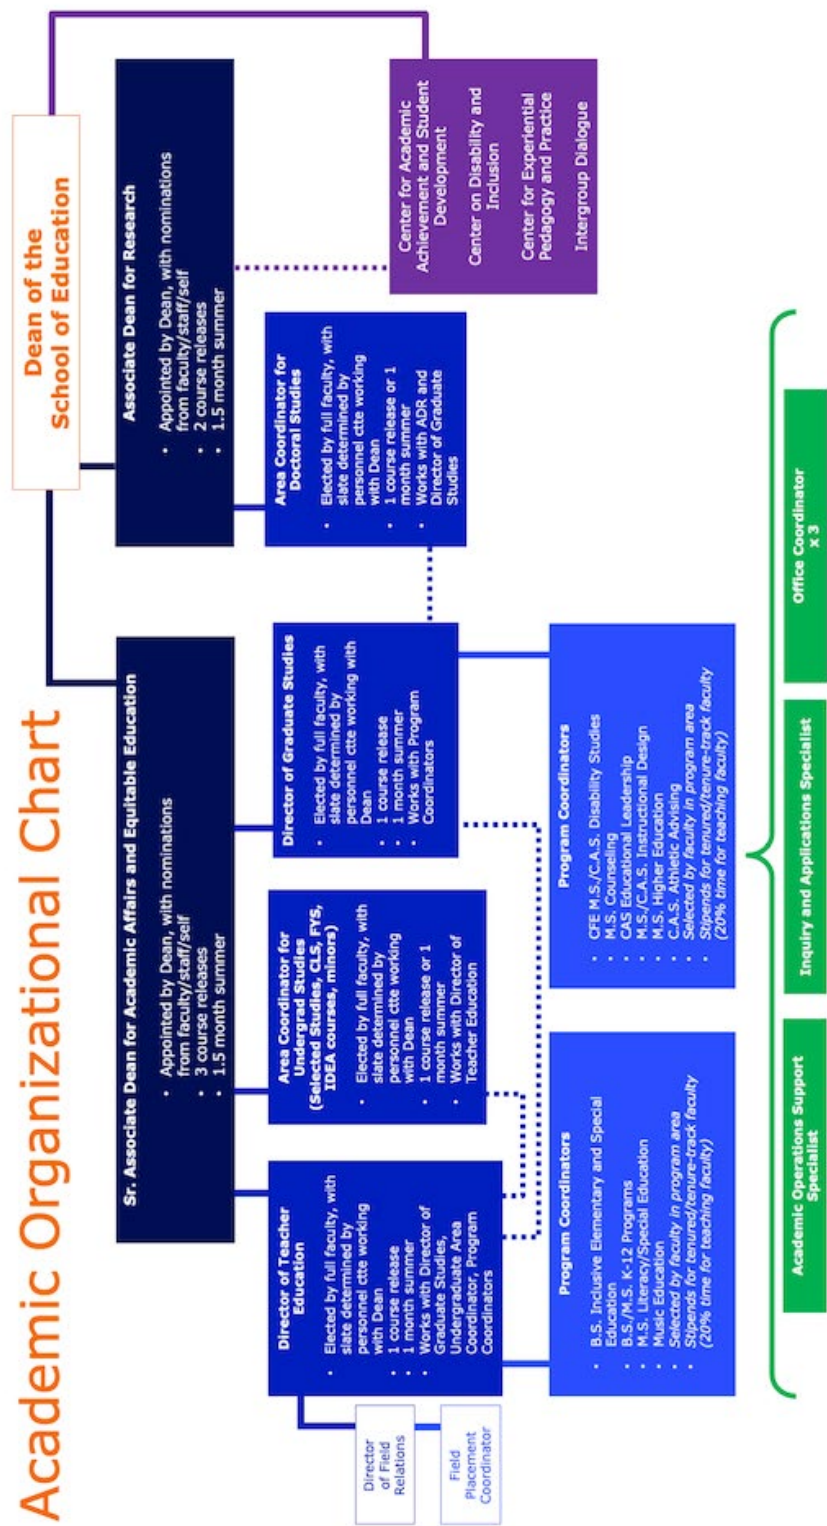 Academic Organizational Chart
Dean of the
School of Education
Sr. Associate Dean for Academic Affairs and Equitable Education
• Appointed by Dean, with nominations
from faculty/staff/self
• 3 course releases
• 1.5 month summer
Associate Dean for Research
• Appointed by Dean, with nominations
from faculty/staff/self
• 2 course releases
• 1.5 month summer
Director of Teacher
Education
• Elected by full faculty, with
slate determined by
personnel ctte working
with Dean
• 1 course release
• 1 month summer
• Works with Director of
Graduate Studies,
Undergraduate Area
Coordinator, Program
Coordinators
Area Coordinator for
Undergrad Studies
(Selected Studies, CLS, FYS,
IDEA courses, minors)
• Elected by full faculty, with
slate determined by
personnel ctte working
with Dean
• 1 course release or 1
month summer
• Works with Director of
Teacher Education
Director of Graduate Studies
• Elected by full faculty, with
slate determined by
personnel ctte working with
Dean
• 1 course release
• 1 month summer
• Works with Program
Coordinators
Area Coordinator for
Doctoral Studies
• Elected by full faculty, with
slate determined by
personnel ctte working
with Dean
• 1 course release or 1
month summer
• Works with ADR and
Director of Graduate
Studies
Center for Academic
Achievement and Student
Development
Center on Disability and
Inclusion
Center for Experiential
Pedagogy and Practice
Intergroup Dialogue
Director
of Field
Relations
Field
Placement
Coordinator
Program Coordinators
• B.S. Inclusive Elementary and Special
Education
• B.S./M.S. K-12 Programs
• M.S. Literacy/Special Education
• Music Education
• Selected by faculty in program area
• Stipends for tenured/tenure-track faculty
(20% time for teaching faculty)
Program Coordinators
• CFE M.S./C.A.S. Disability Studies
• M.S. Counseling
• CAS Educational Leadership
• M.S./C.A.S. Instructional Design
• M.S. Higher Education
• C.A.S. Athletic Advising
• Selected by faculty in program area
• Stipends for tenured/tenure-track faculty
(20% time for teaching faculty)
Academic Operations Support
Specialist
Inquiry and Applications Specialist
Office Coordinator
x 3